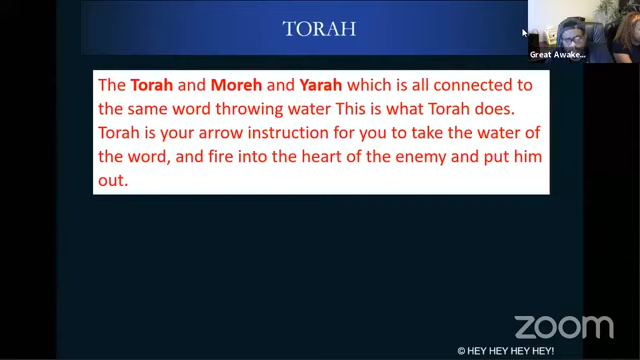 TORAH
Great Awake...
The Torah and Moreh and Yarah which is all connected to
the same word throwing water This is what Torah does.
Torah is your arrow instruction for you to take the water of
the word, and fire into the heart of the enemy and put him
out.
zoom
© HEY HEY HEY HEY!